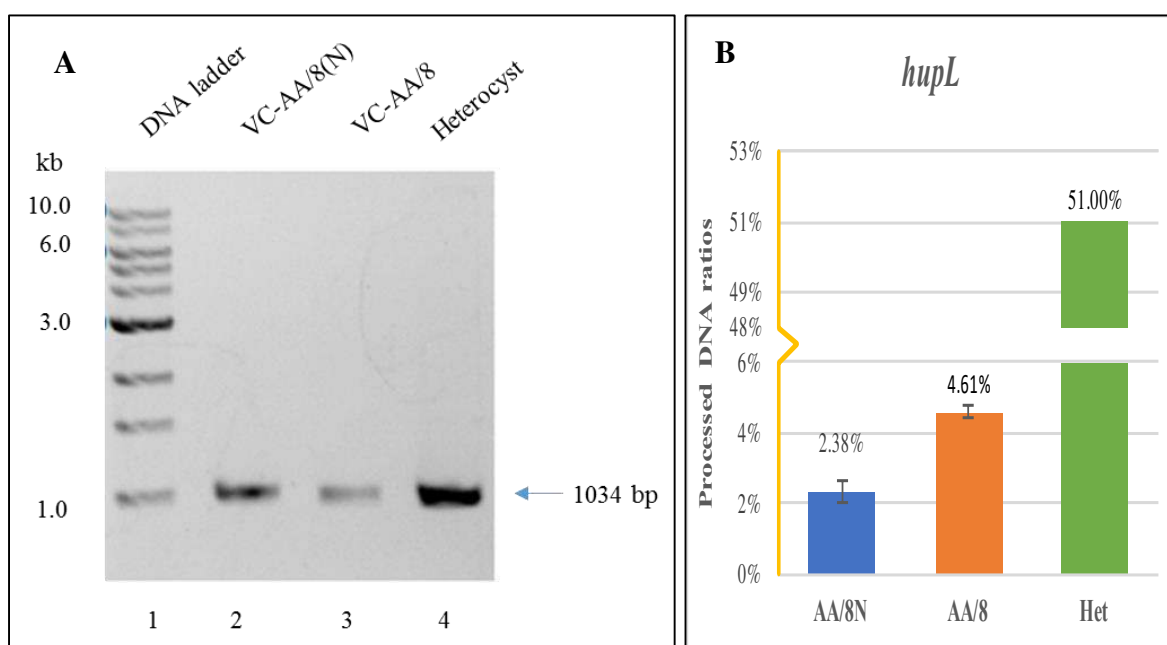 A
DNA ladder
VC-AA/8(N)
VC-AA/8
Heterocyst
kb
10.0
6.0
3.0
1.0
1034 bp
1 2 3 4
B
hupL
Processed DNA ratios
53%
51%
49%
48%
6%
4%
2%
0%
2.38%
4.61%
51.00%
AA/8N AA/8 Het